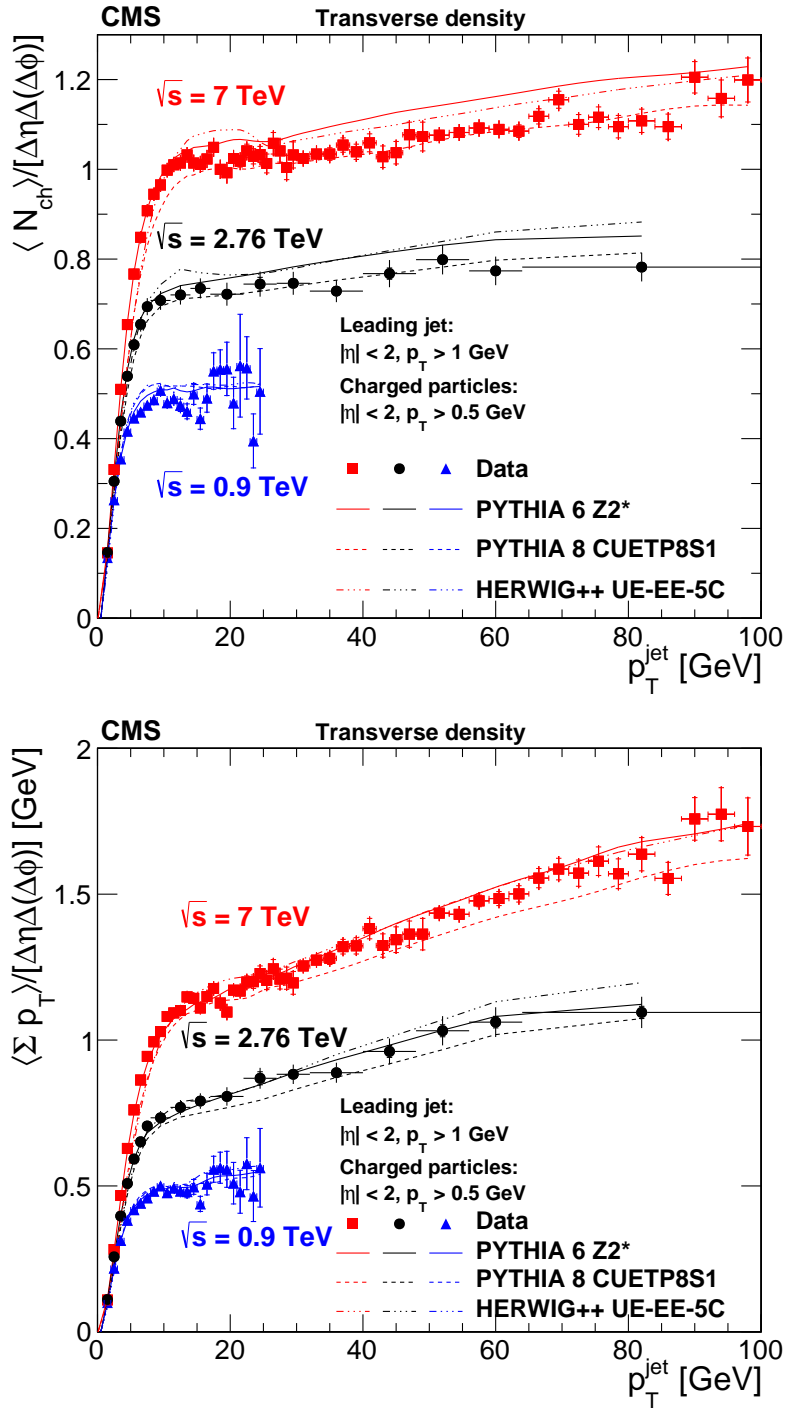 CMS Transverse density
⟨ N_ch⟩/[ΔηΔ(Δϕ)]
1.2
1
0.8
0.6
0.4
0.2
0
√s = 7 TeV
√s = 2.76 TeV
Leading jet:
|η| < 2, p_T > 1 GeV
Charged particles:
|η| < 2, p_T > 0.5 GeV
√s = 0.9 TeV
Data
PYTHIA 6 Z2*
PYTHIA 8 CUETP8S1
HERWIG++ UE-EE-5C
0 20 40 60 80 100
p_T^jet [GeV]
CMS Transverse density
⟨Σ p_T⟩/[ΔηΔ(Δϕ)] [GeV]
2
1.5
1
0.5
0
√s = 7 TeV
√s = 2.76 TeV
Leading jet:
|η| < 2, p_T > 1 GeV
Charged particles:
|η| < 2, p_T > 0.5 GeV
√s = 0.9 TeV
Data
PYTHIA 6 Z2*
PYTHIA 8 CUETP8S1
HERWIG++ UE-EE-5C
0 20 40 60 80 100
p_T^jet [GeV]